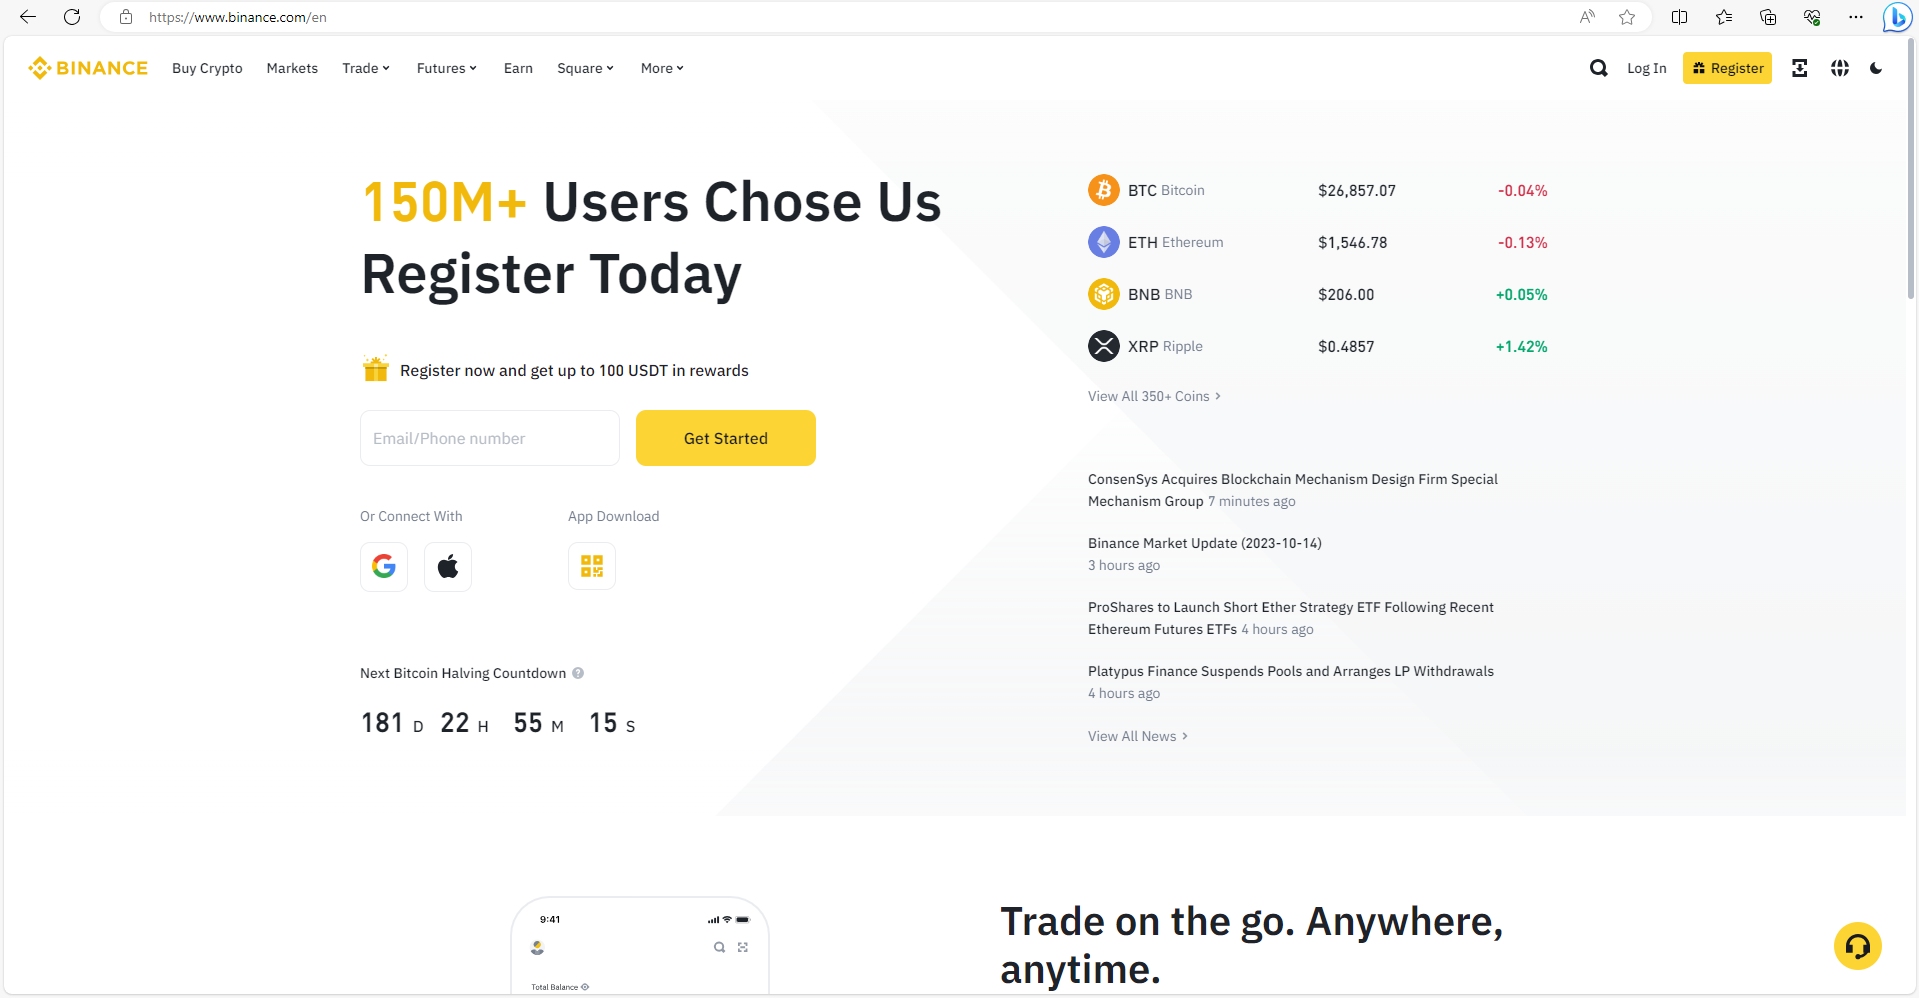 https://www.binance.com/en
BINANCE
Buy Crypto
Markets
Trade
Futures
Earn
Square
More
Log In
Register
150M+ Users Chose Us
Register Today
Register now and get up to 100 USDT in rewards
Email/Phone number
Get Started
Or Connect With
App Download
Next Bitcoin Halving Countdown
181 D 22 H 55 M 15 S
BTC Bitcoin $26,857.07 -0.04%
ETH Ethereum $1,546.78 -0.13%
BNB BNB $206.00 +0.05%
XRP Ripple $0.4857 +1.42%
View All 350+ Coins
ConsenSys Acquires Blockchain Mechanism Design Firm Special
Mechanism Group 7 minutes ago
Binance Market Update (2023-10-14)
3 hours ago
ProShares to Launch Short Ether Strategy ETF Following Recent
Ethereum Futures ETFs 4 hours ago
Platypus Finance Suspends Pools and Arranges LP Withdrawals
4 hours ago
View All News
9:41
Total Balance
Trade on the go. Anywhere,
anytime.